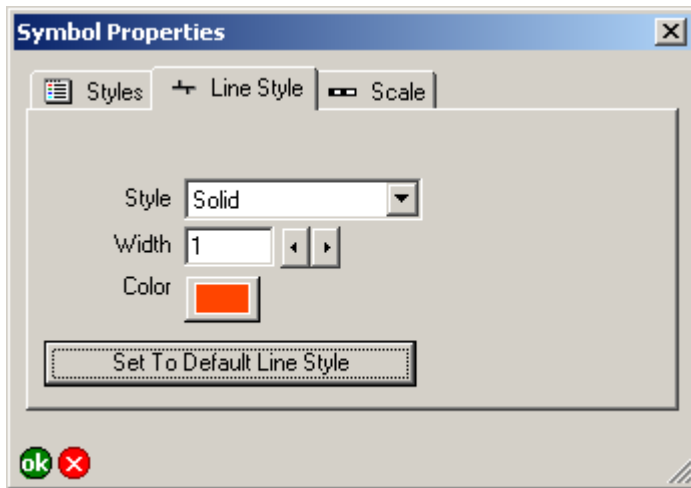 Symbol Properties
Styles Line Style Scale
Style Solid
Width 1
Color
Set To Default Line Style
ok